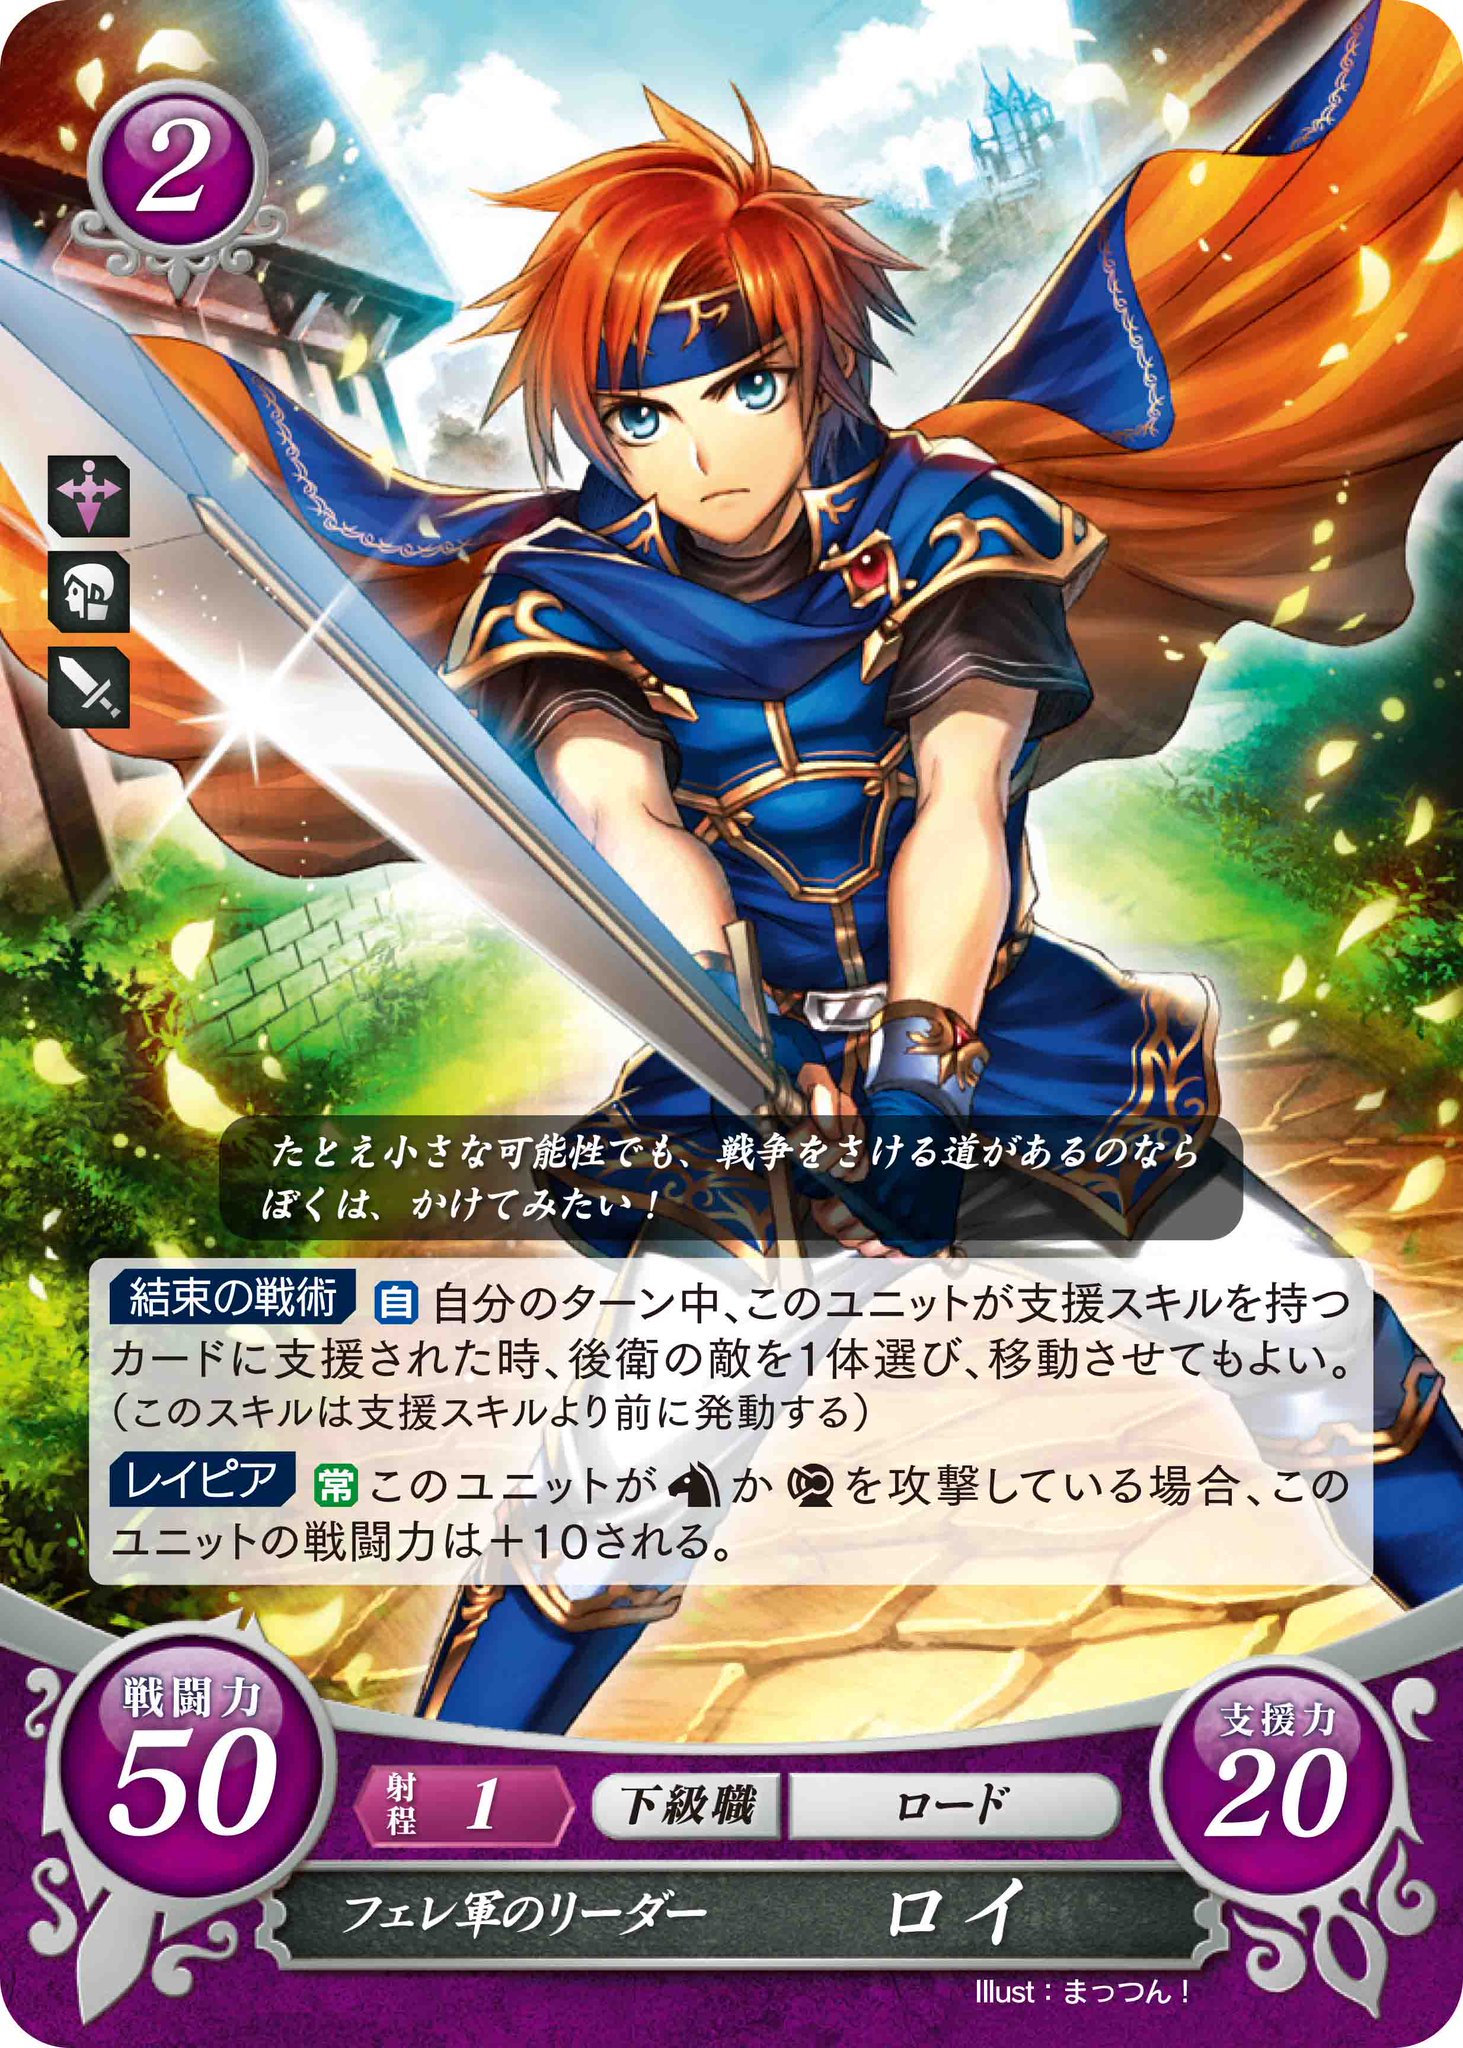 2
たとえ小さな可能性でも、戦争をさける道があるのなら
ぼくは、かけてみたい！
結束の戦術 自 自分のターン中、このユニットが支援スキルを持つ
カードに支援された時、後衛の敵を1体選び、移動させてもよい。
（このスキルは支援スキルより前に発動する）
レイピア 常 このユニットが か を攻撃している場合、この
ユニットの戦闘力は＋10される。
戦闘力
50
射程 1
下級職 ロード
支援力
20
フェレ軍のリーダー ロイ
Illust：まっつん！